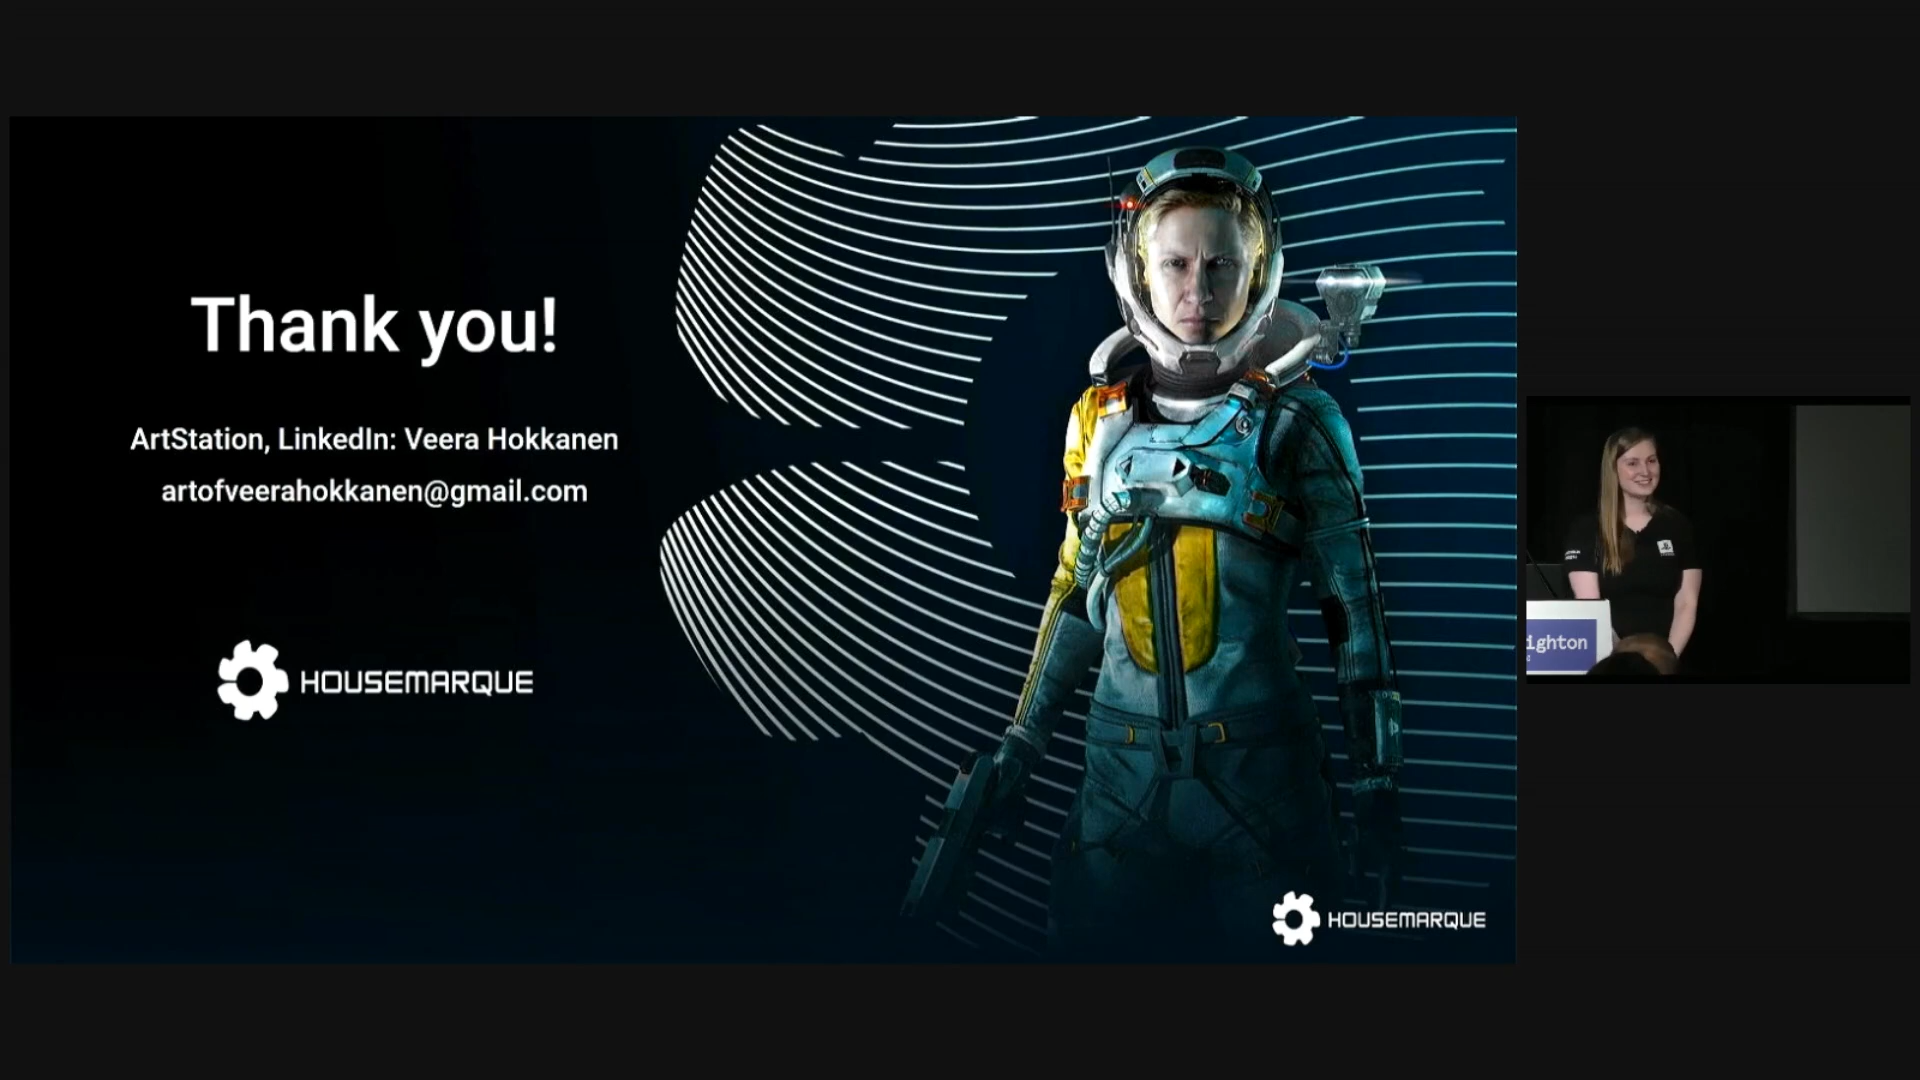 Thank you!
ArtStation, LinkedIn: Veera Hokkanen
artofveerahokkanen@gmail.com
HOUSEMARQUE
HOUSEMARQUE
ighton